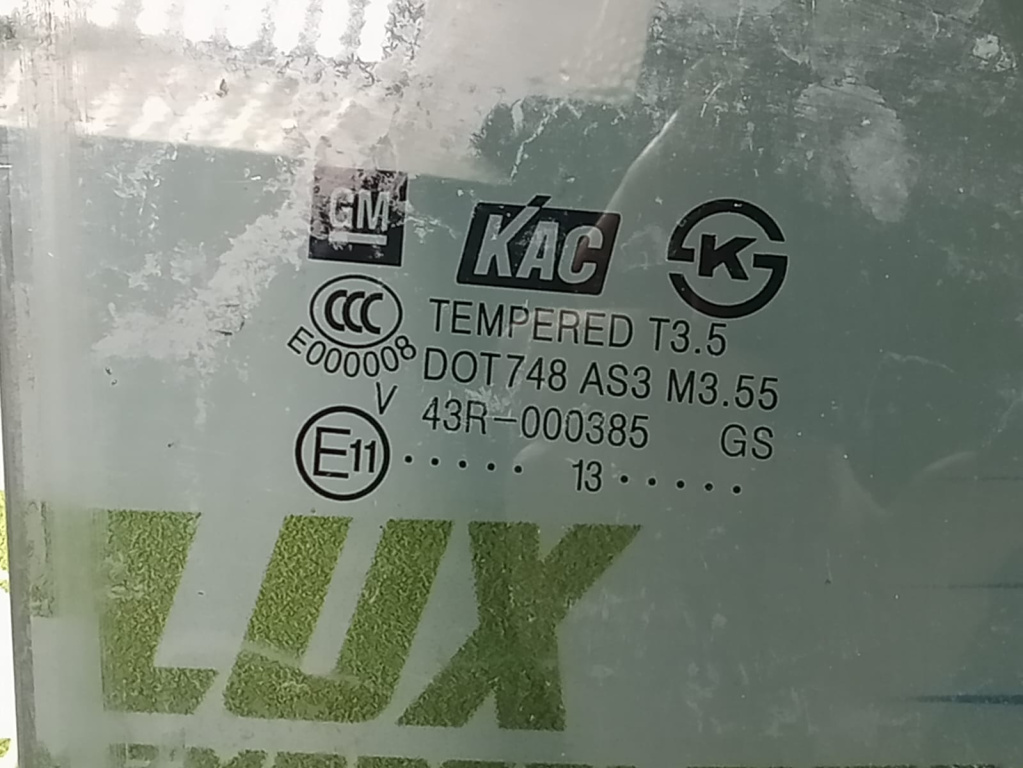 GM
KAC
K
CCC
TEMPERED T3.5
E000008
DOT748 AS3 M3.55
V
43R-000385 GS
E11
..... 13 .....
LUX